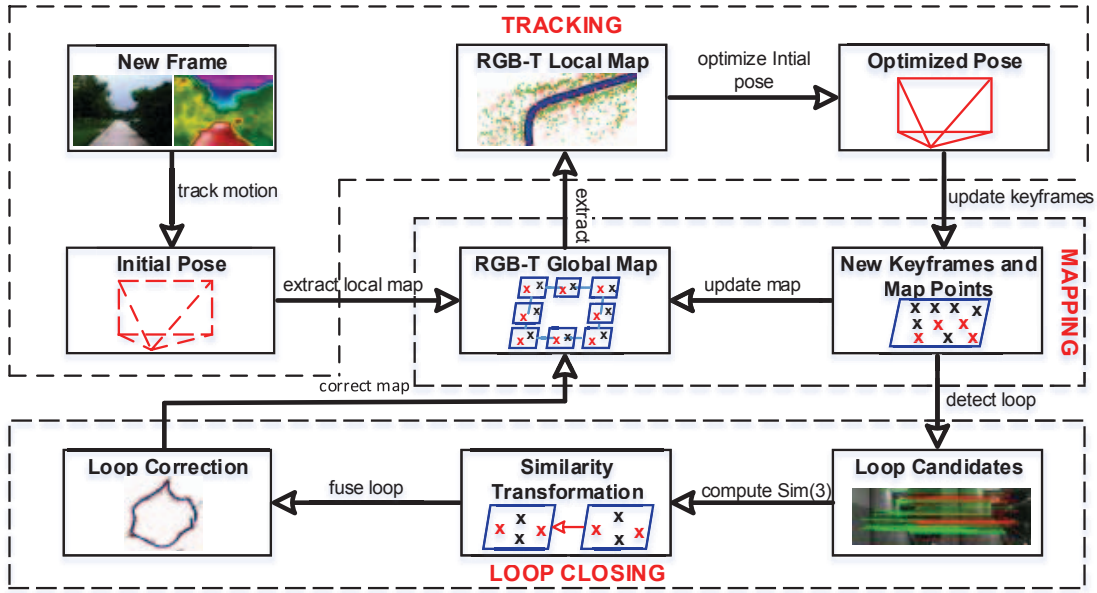 TRACKING
New Frame
RGB-T Local Map
optimize Intial
pose
Optimized Pose
track motion
extract
update keyframes
Initial Pose
extract local map
RGB-T Global Map
x x x x x x
x x x x
x x x x x x
update map
New Keyframes and
Map Points
x x x x
x x x
x x x
MAPPING
correct map
detect loop
Loop Correction
fuse loop
Similarity
Transformation
x x x x
x x x x
compute Sim(3)
Loop Candidates
LOOP CLOSING